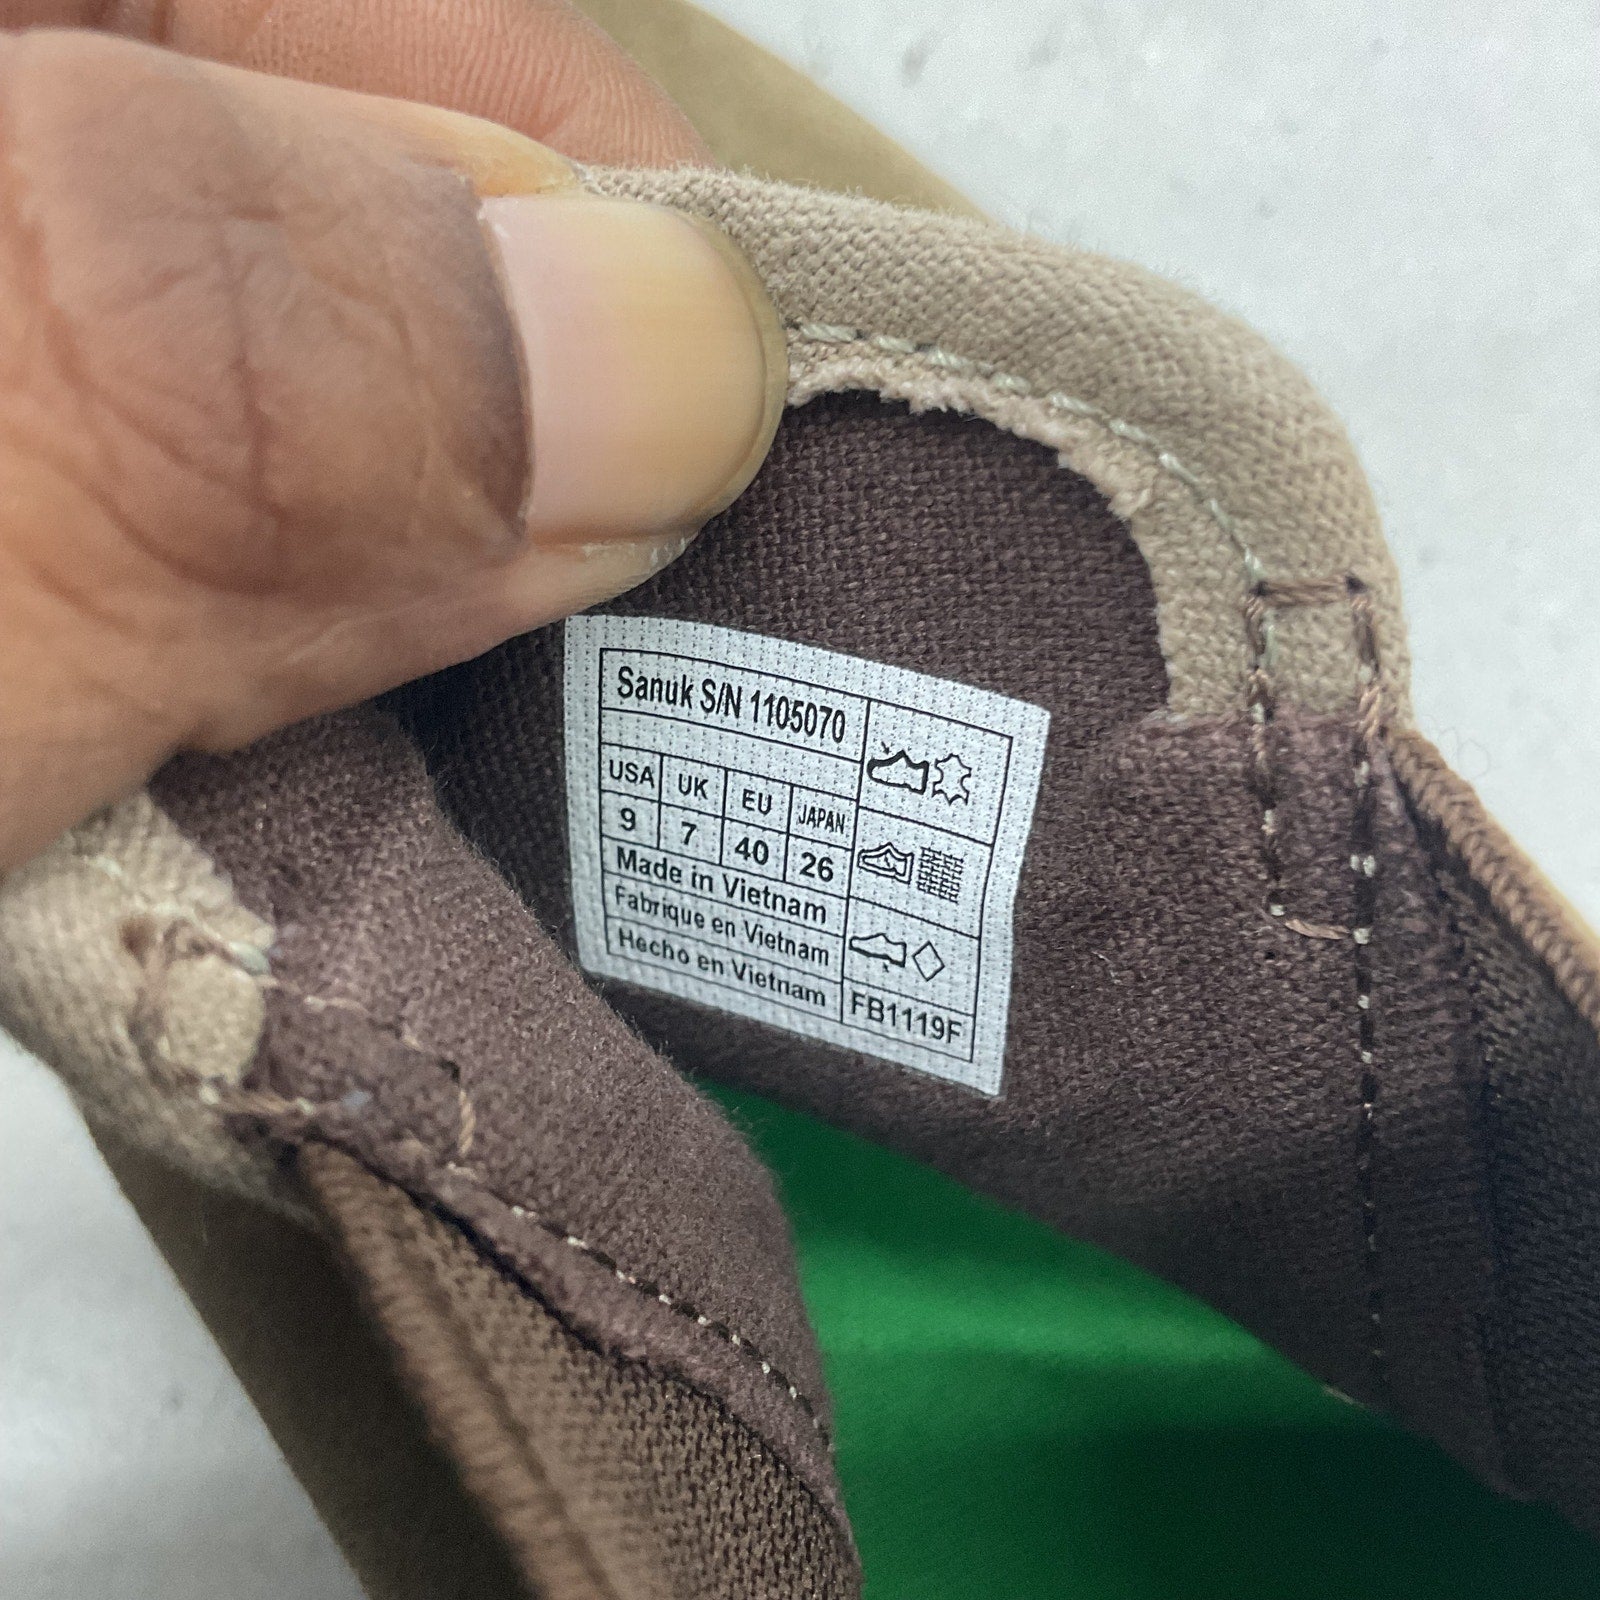 Sanuk S/N 1105070
USA UK EU JAPAN
9 7 40 26
Made in Vietnam
Fabrique en Vietnam
Hecho en Vietnam
FB1119F